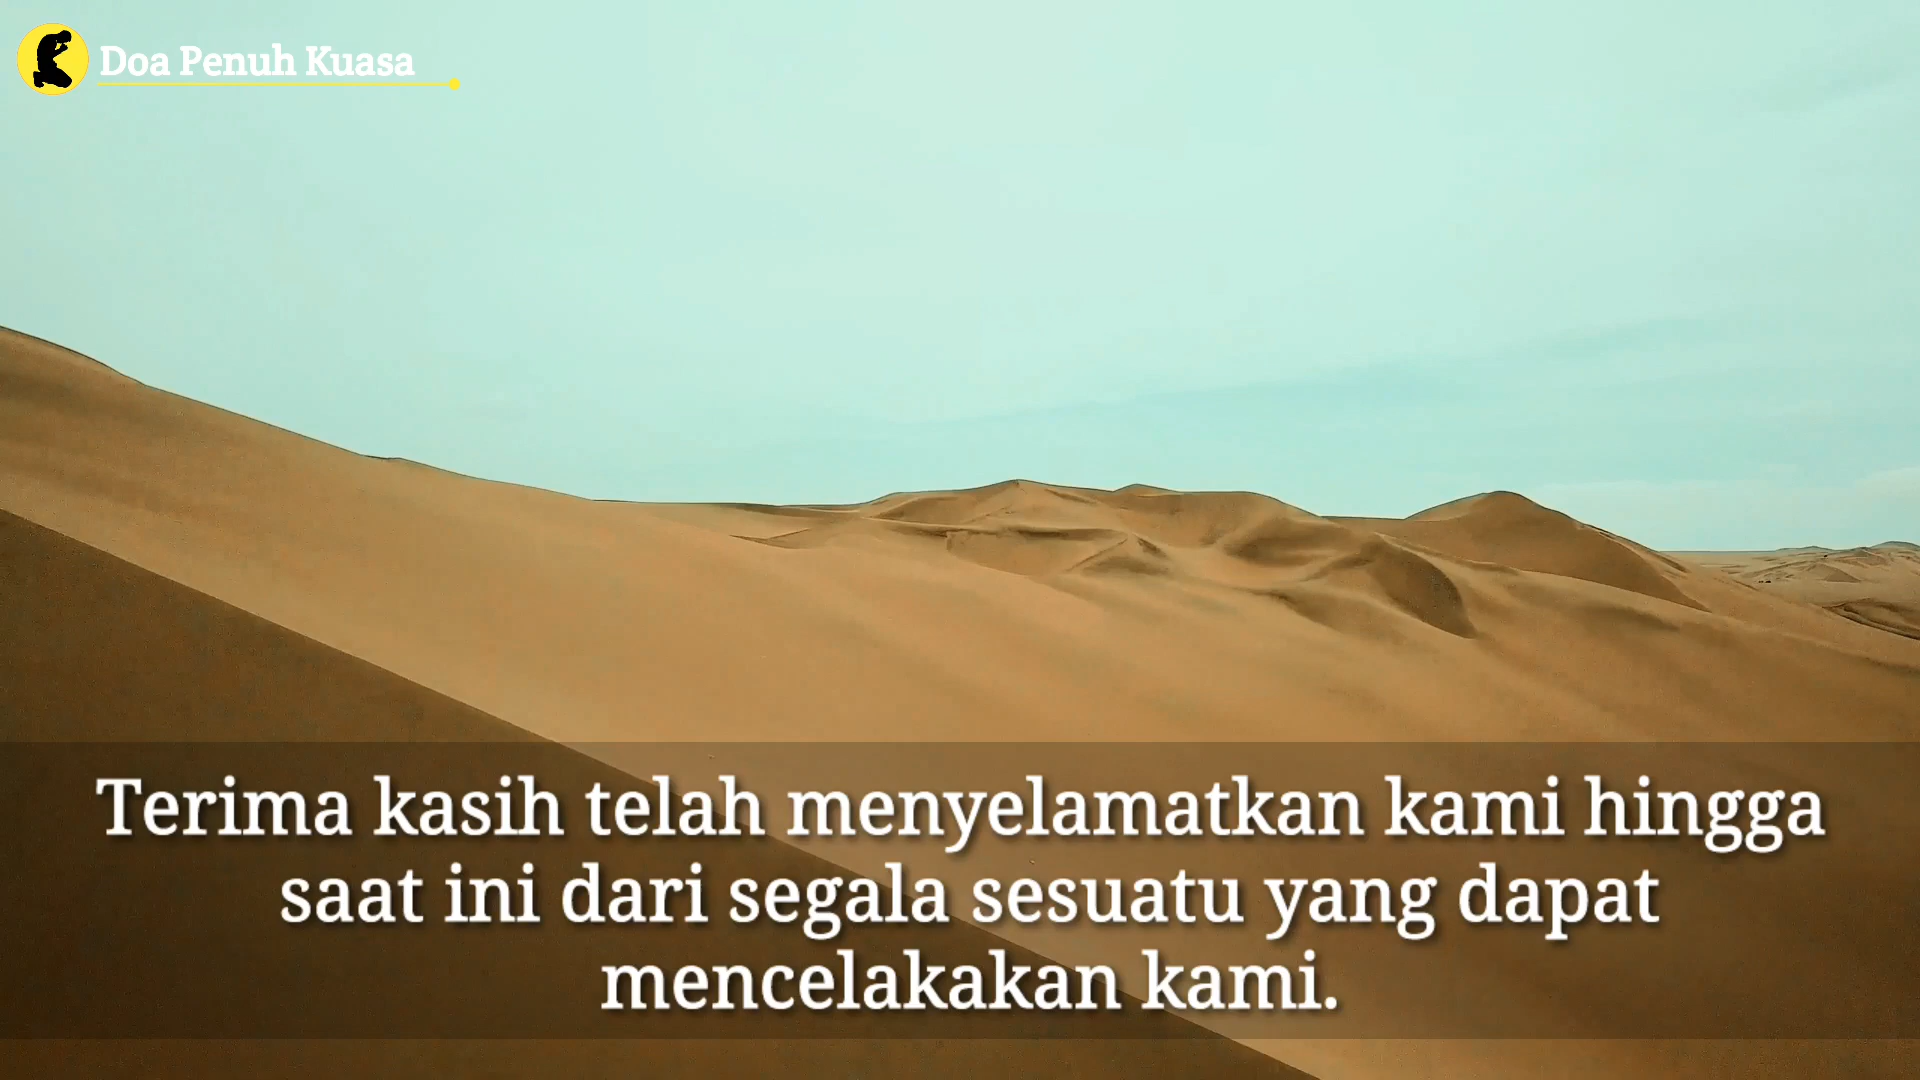 Doa Penuh Kuasa
Terima kasih telah menyelamatkan kami hingga
saat ini dari segala sesuatu yang dapat
mencelakakan kami.